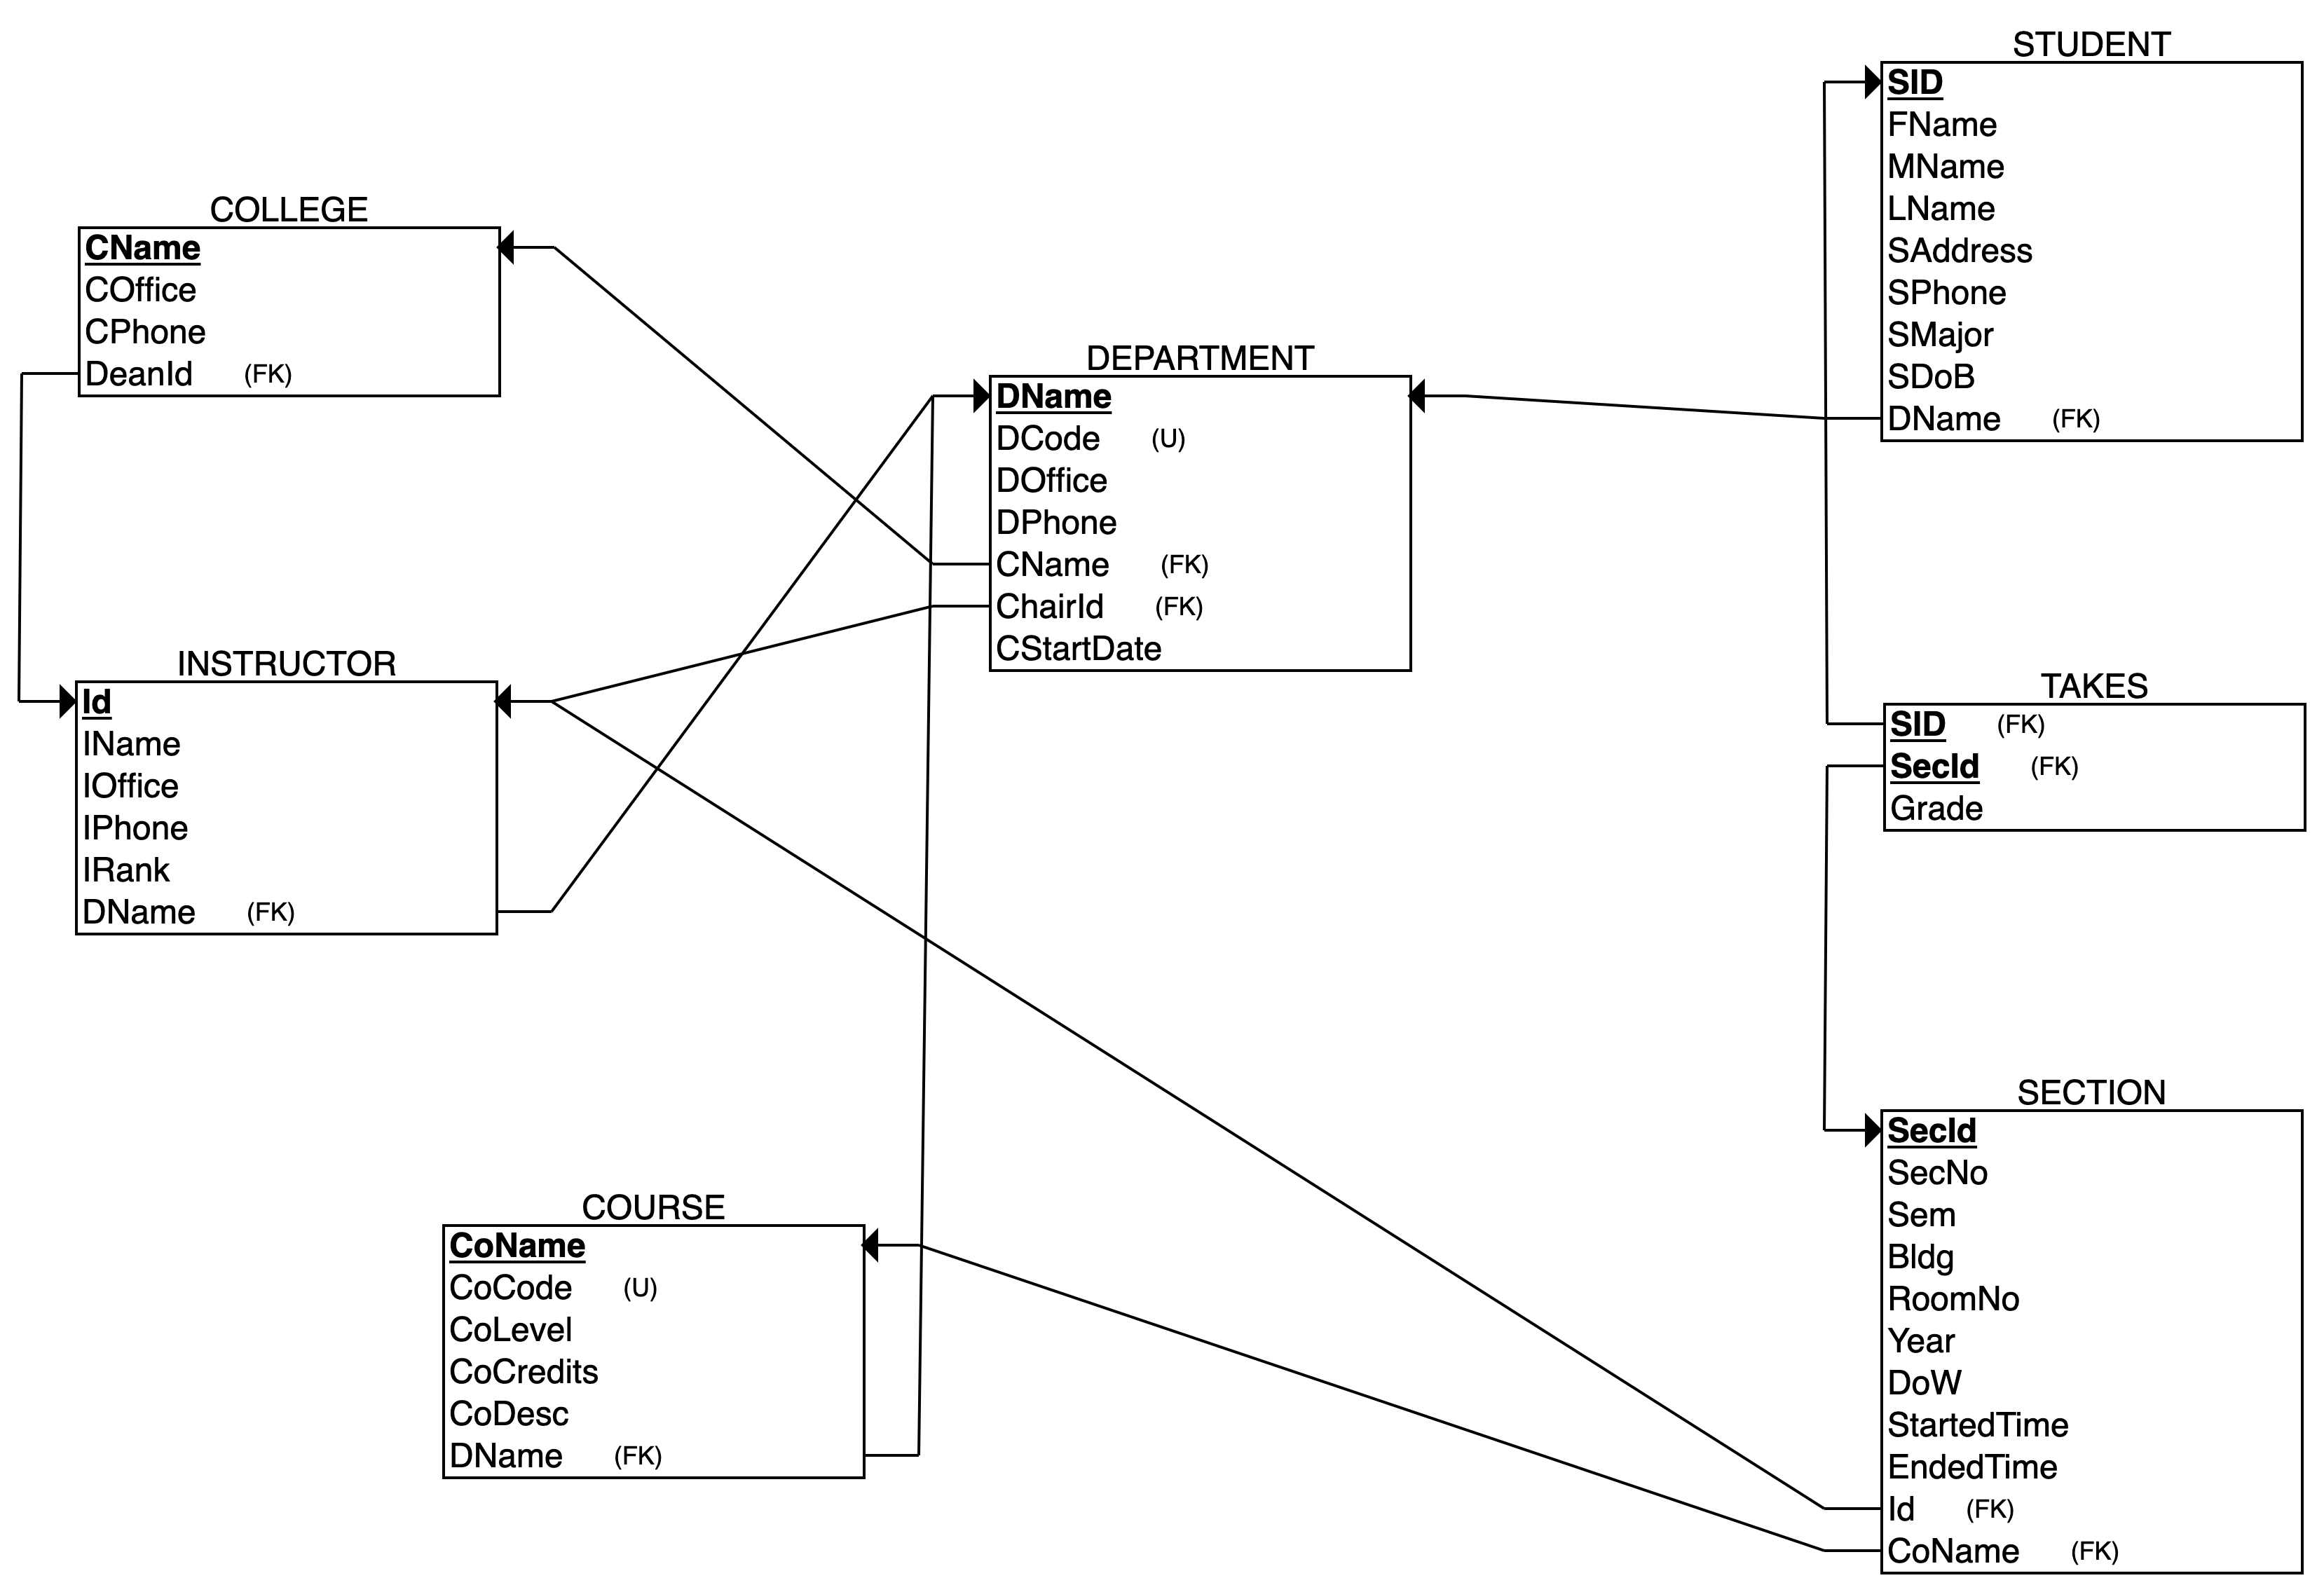 STUDENT
SID
FName
MName
LName
SAddress
SPhone
SMajor
SDoB
DName (FK)
COLLEGE
CName
COffice
CPhone
DeanId (FK)
DEPARTMENT
DName
DCode (U)
DOffice
DPhone
CName (FK)
ChairId (FK)
CStartDate
INSTRUCTOR
Id
IName
IOffice
IPhone
IRank
DName (FK)
TAKES
SID (FK)
SecId (FK)
Grade
SECTION
SecId
SecNo
Sem
Bldg
RoomNo
Year
DoW
StartedTime
EndedTime
Id (FK)
CoName (FK)
COURSE
CoName
CoCode (U)
CoLevel
CoCredits
CoDesc
DName (FK)